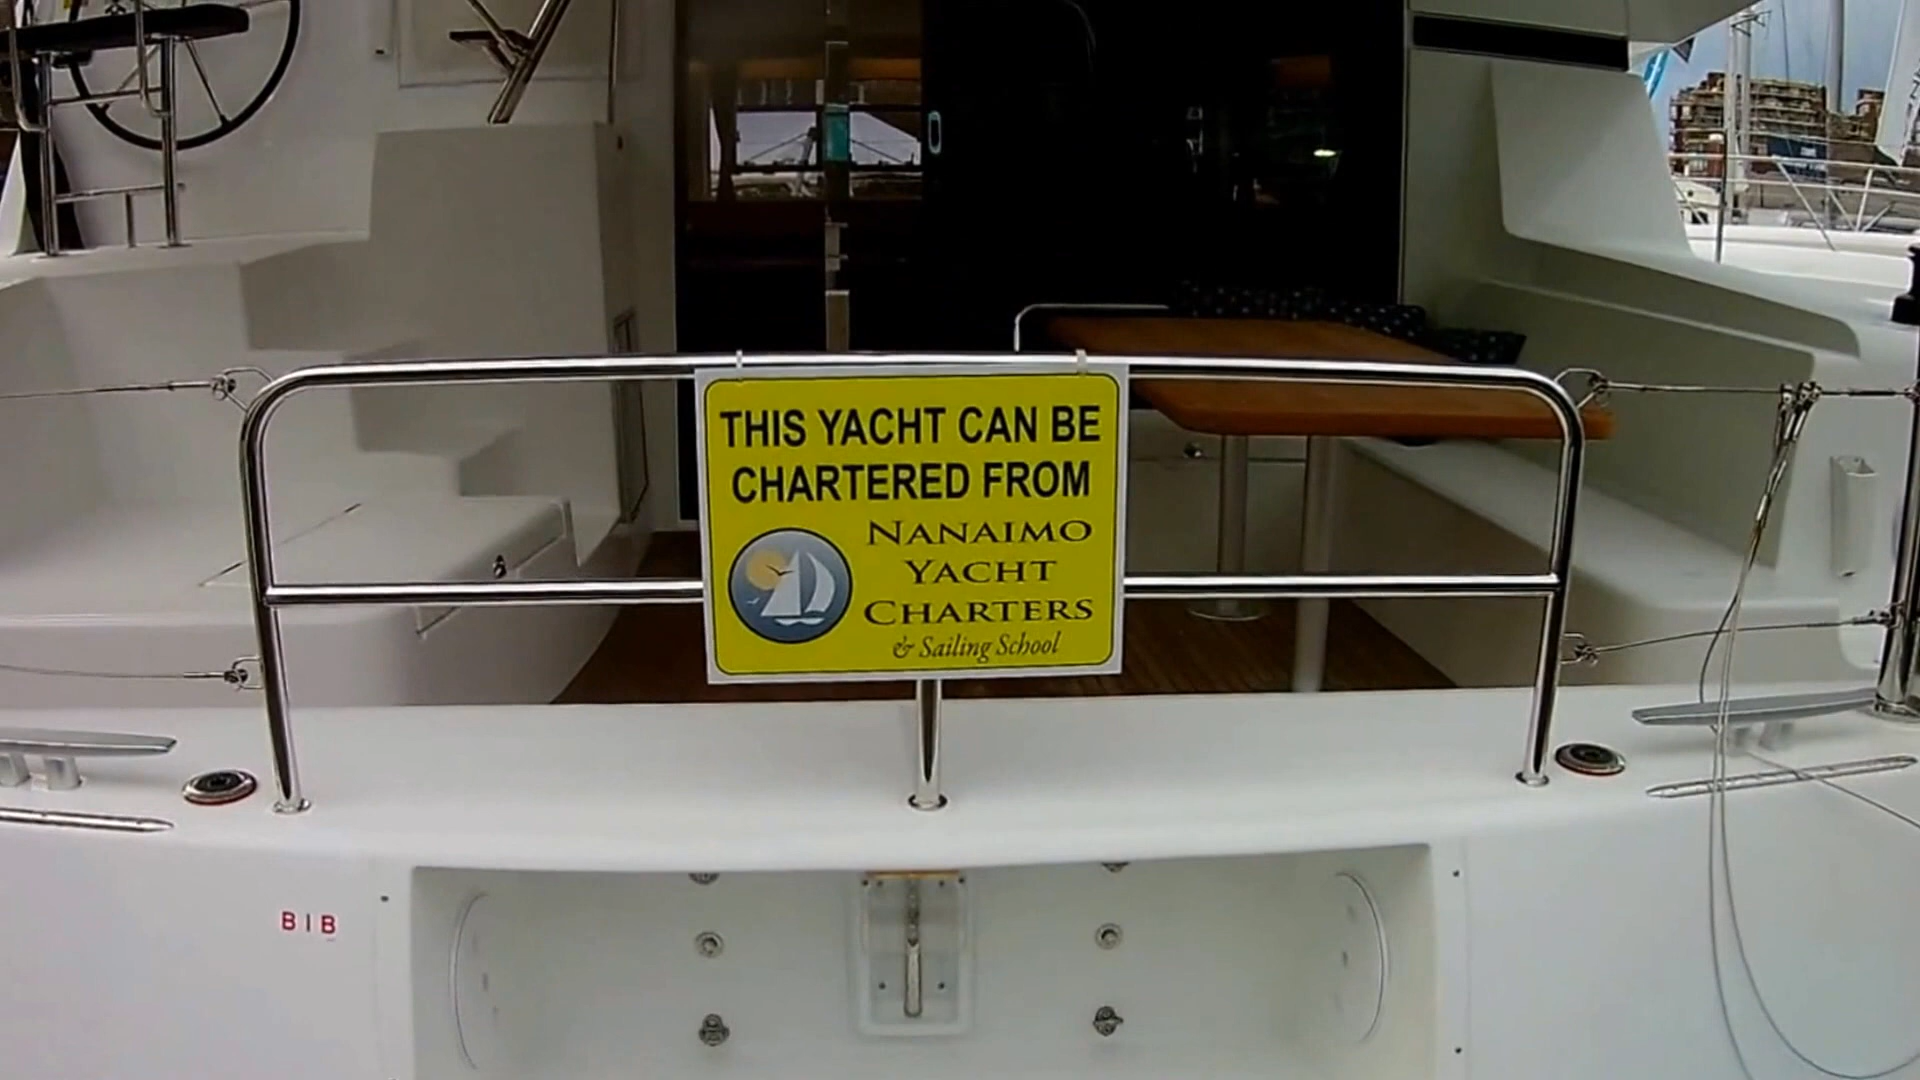 THIS YACHT CAN BE
CHARTERED FROM
NANAIMO
YACHT
CHARTERS
& Sailing School
BIB